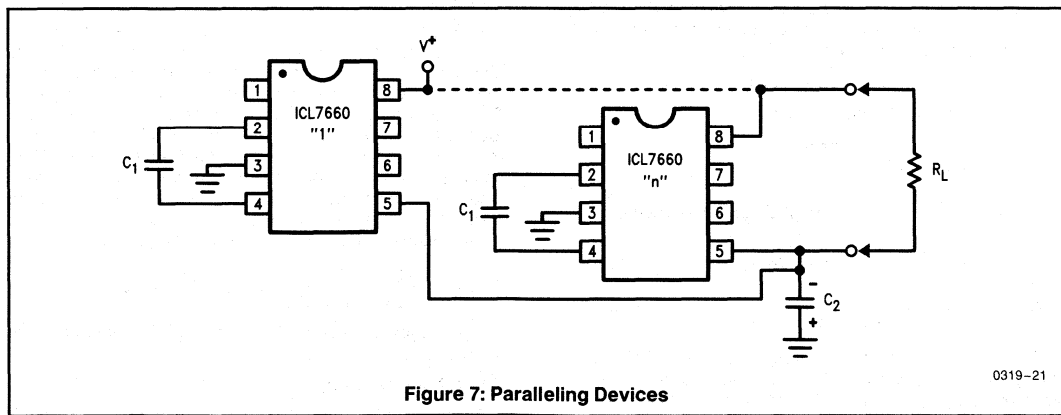 V+
1
2
3
4
ICL7660
"1"
8
7
6
5
C1
1
2
3
4
ICL7660
"n"
8
7
6
5
C1
RL
-
C2
+
0319–21
Figure 7: Paralleling Devices